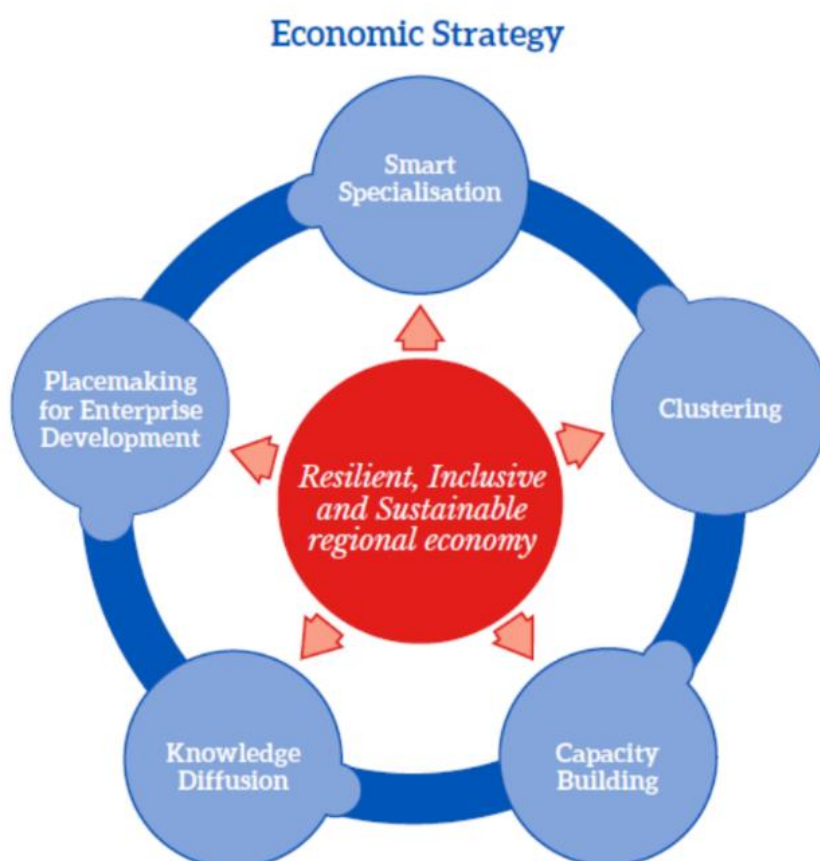 Economic Strategy
Smart
Specialisation
Clustering
Capacity
Building
Knowledge
Diffusion
Placemaking
for Enterprise
Development
Resilient, Inclusive
and Sustainable
regional economy